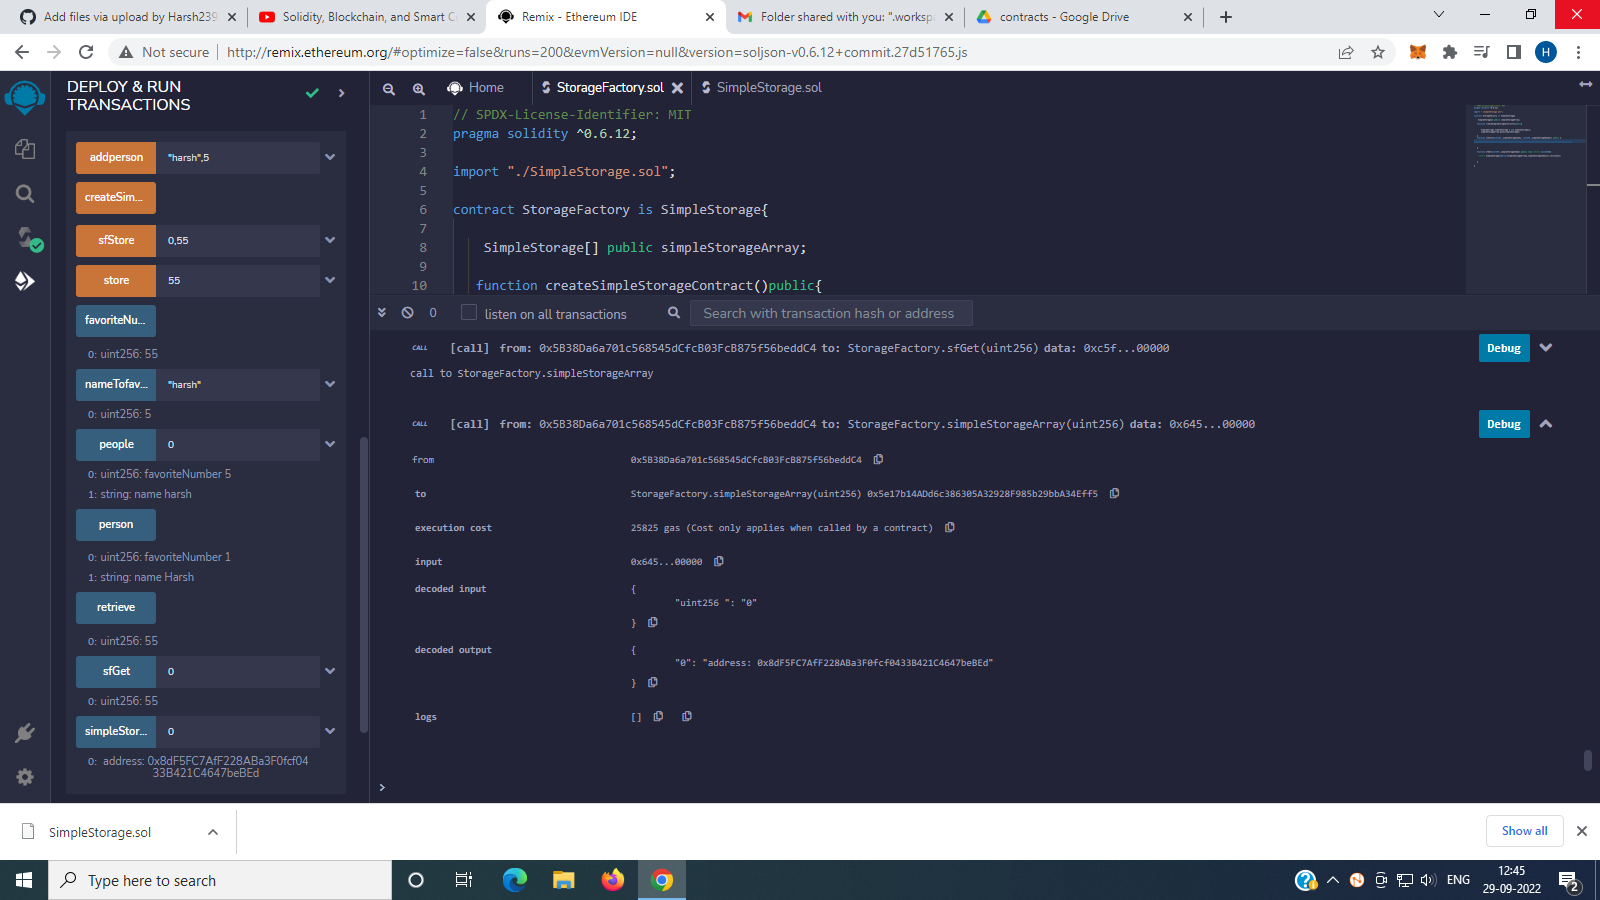 Add files via upload by Harsh239
Solidity, Blockchain, and Smart C
Remix - Ethereum IDE
Folder shared with you: ".worksp
contracts - Google Drive
Not secure
http://remix.ethereum.org/#optimize=false&runs=200&evmVersion=null&version=soljson-v0.6.12+commit.27d51765.js
H
DEPLOY & RUN
TRANSACTIONS
addperson
"harsh",5
createSim...
sfStore
0,55
store
55
favoriteNu...
0: uint256: 55
nameTofav...
"harsh"
0: uint256: 5
people
0
0: uint256: favoriteNumber 5
1: string: name harsh
person
0: uint256: favoriteNumber 1
1: string: name Harsh
retrieve
0: uint256: 55
sfGet
0
0: uint256: 55
simpleStor...
0
0: address: 0x8dF5FC7AfF228ABa3F0fcf04
33B421C4647beBEd
Home
StorageFactory.sol
SimpleStorage.sol
1 // SPDX-License-Identifier: MIT
2 pragma solidity ^0.6.12;
3
4 import "./SimpleStorage.sol";
5
6 contract StorageFactory is SimpleStorage{
7
8 SimpleStorage[] public simpleStorageArray;
9
10 function createSimpleStorageContract()public{
0
listen on all transactions
Search with transaction hash or address
CALL [call] from: 0x5B38Da6a701c568545dCfcB03FcB875f56beddC4 to: StorageFactory.sfGet(uint256) data: 0xc5f...00000
Debug
call to StorageFactory.simpleStorageArray
CALL [call] from: 0x5B38Da6a701c568545dCfcB03FcB875f56beddC4 to: StorageFactory.simpleStorageArray(uint256) data: 0x645...00000
Debug
from 0x5B38Da6a701c568545dCfcB03FcB875f56beddC4
to StorageFactory.simpleStorageArray(uint256) 0x5e17b14ADd6c386305A32928F985b29bbA34Eff5
execution cost 25825 gas (Cost only applies when called by a contract)
input 0x645...00000
decoded input {
"uint256 ": "0"
}
decoded output {
"0": "address: 0x8dF5FC7AfF228ABa3F0fcf0433B421C4647beBEd"
}
logs []
>
SimpleStorage.sol
Show all
Type here to search
ENG
12:45
29-09-2022
2